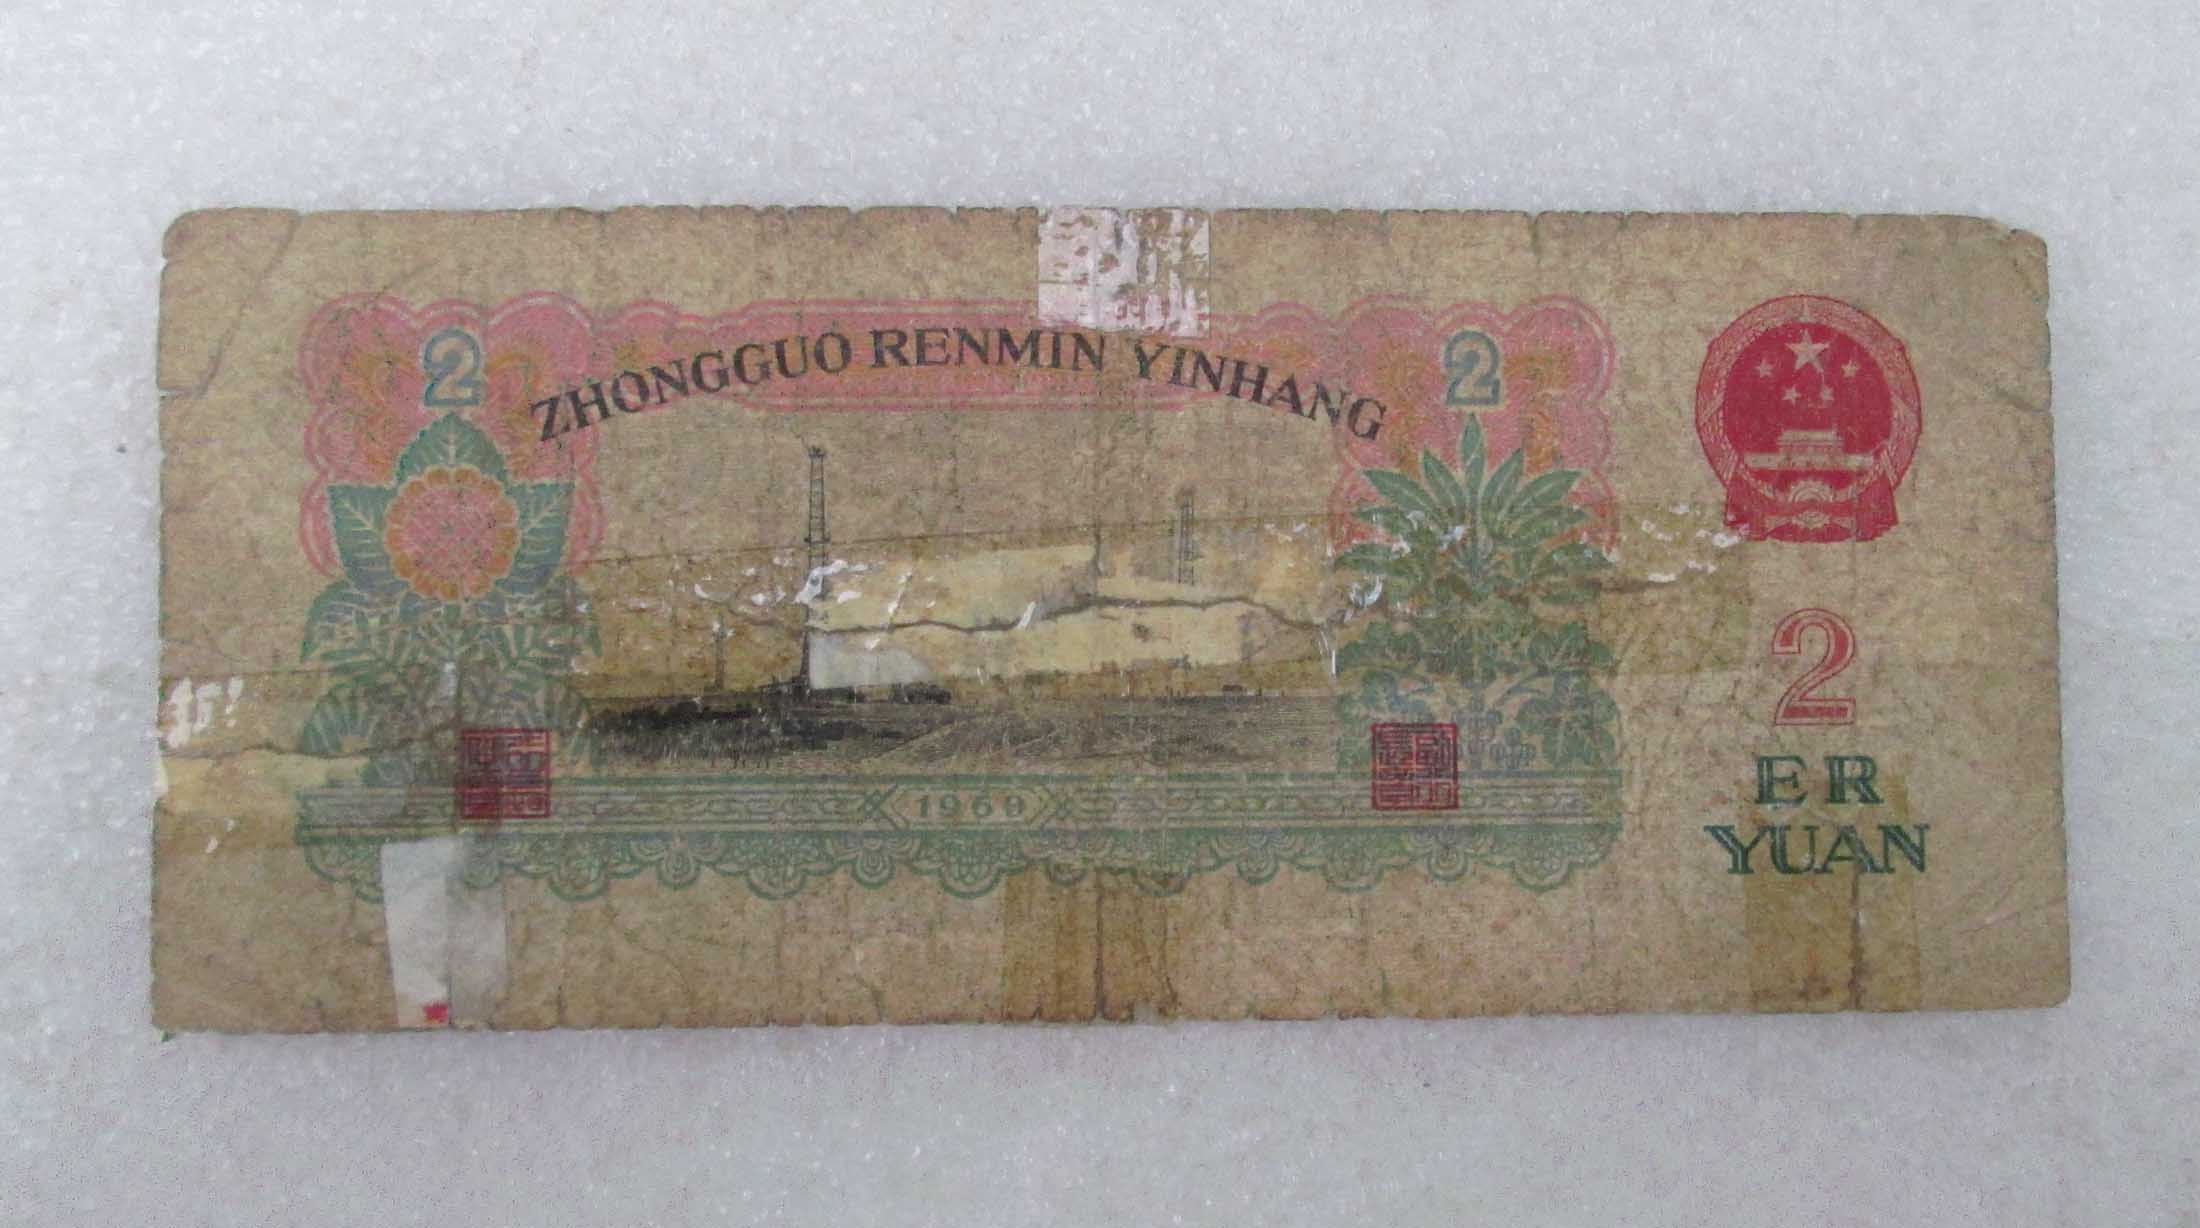 ZHONGGUO RENMIN YINHANG
2
2
2
ER
YUAN
1960